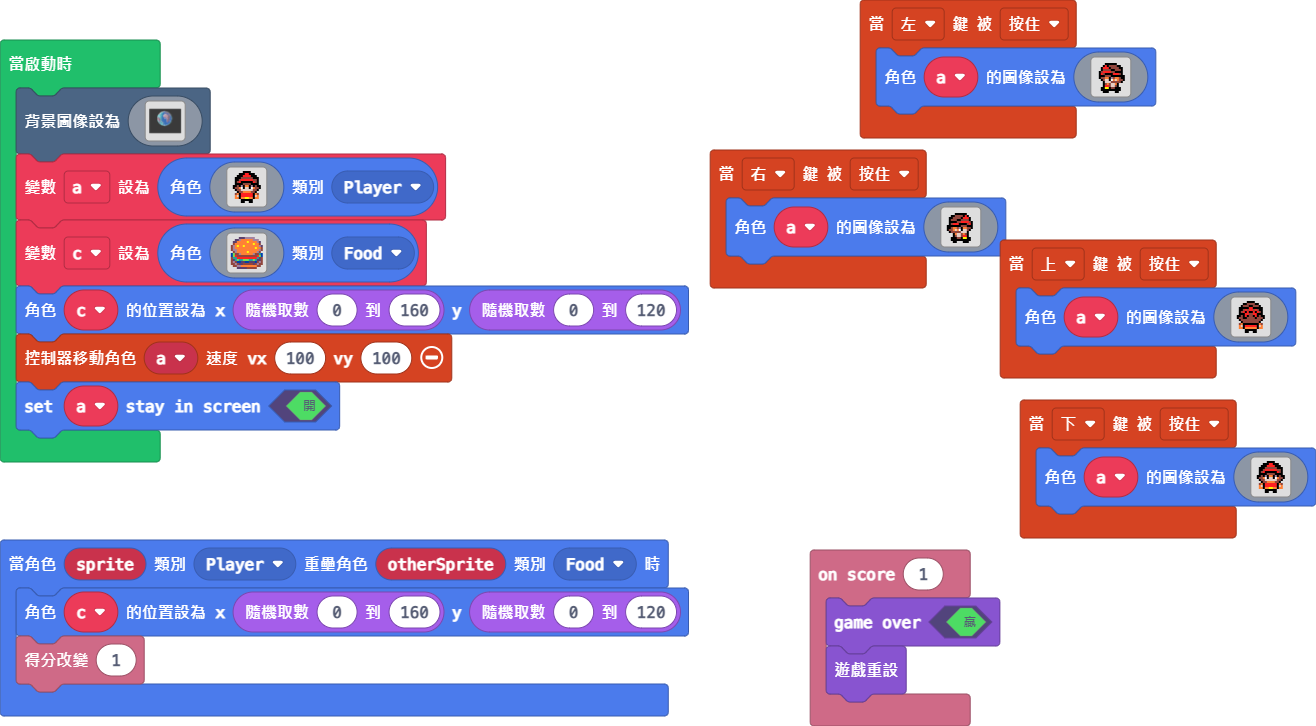 當啟動時
背景圖像設為
變數 a 設為 角色 類別 Player
變數 c 設為 角色 類別 Food
角色 c 的位置設為 x 隨機取數 0 到 160 y 隨機取數 0 到 120
控制器移動角色 a 速度 vx 100 vy 100
set a stay in screen 開
當 左 鍵 被 按住
角色 a 的圖像設為
當 右 鍵 被 按住
角色 a 的圖像設為
當 上 鍵 被 按住
角色 a 的圖像設為
當 下 鍵 被 按住
角色 a 的圖像設為
當角色 sprite 類別 Player 重疊角色 otherSprite 類別 Food 時
角色 c 的位置設為 x 隨機取數 0 到 160 y 隨機取數 0 到 120
得分改變 1
on score 1
game over 贏
遊戲重設